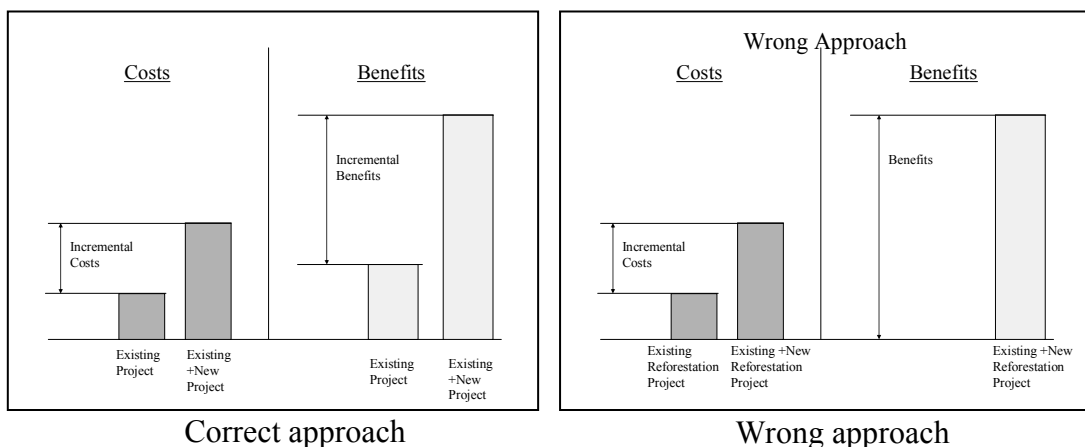 Costs
Benefits
Incremental
Benefits
Incremental
Costs
Existing
Project
Existing
+New
Project
Existing
Project
Existing
+New
Project
Correct approach
Wrong Approach
Costs
Benefits
Benefits
Incremental
Costs
Existing
Reforestation
Project
Existing +New
Reforestation
Project
Existing +New
Reforestation
Project
Wrong approach